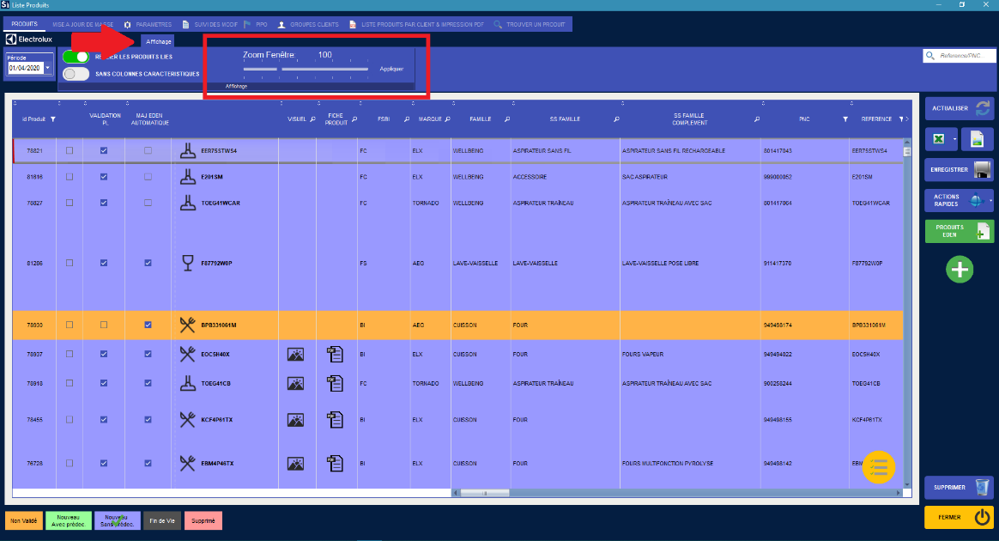 Liste Produits
PRODUITS MISE A JOUR DE MASSE PARAMETRES SUIVI DES MODIF PIPO GROUPES CLIENTS LISTE PRODUITS PAR CLIENT & IMPRESSION PDF TROUVER UN PRODUIT
Electrolux Affichage
Période
01/04/2020
LES PRODUITS LIES
SANS COLONNES CARACTERISTIQUES
Zoom Fenêtre: 100
Appliquer
Affichage
Reference/PNC...
id Produit VALIDATION PL MAJ EDEN AUTOMATIQUE VISUEL FICHE PRODUIT FSBI MARQUE FAMILLE SS FAMILLE SS FAMILLE COMPLEMENT PNC REFERENCE
78821 EER75STWS4 FC ELX WELLBEING ASPIRATEUR SANS FIL ASPIRATEUR SANS FIL RECHARGEABLE 801417043 EER75STWS4
81616 E201SM FC ELX WELLBEING ACCESSOIRE SAC ASPIRATEUR 999000052 E201SM
78827 TOEG41WCAR FC TORNADO WELLBEING ASPIRATEUR TRAÎNEAU ASPIRATEUR TRAÎNEAU AVEC SAC 801417064 TOEG41WCAR
81286 F87792W0P FS AEG LAVE-VAISSELLE LAVE-VAISSELLE LAVE-VAISSELLE POSE LIBRE 911417370 F87792W0P
78930 BPB331061M BI AEG CUISSON FOUR 949498174 BPB331061M
78937 EOC5H40X BI ELX CUISSON FOUR FOURS VAPEUR 949494022 EOC5H40X
78918 TOEG41CB FC TORNADO WELLBEING ASPIRATEUR TRAÎNEAU ASPIRATEUR TRAÎNEAU AVEC SAC 900258244 TOEG41CB
78455 KCF4P61TX BI ELX CUISSON FOUR 949498155 KCF4P61TX
76728 EBM4P46TX BI ELX CUISSON FOUR FOURS MULTIFONCTION PYROLYSE 949498142
ACTUALISER
ENREGISTRER
ACTIONS RAPIDES
PRODUITS EDEN
SUPPRIMER
FERMER
Non Validé Nouveau Avec prédec. Nouveau Sans prédec. Fin de Vie Supprimé